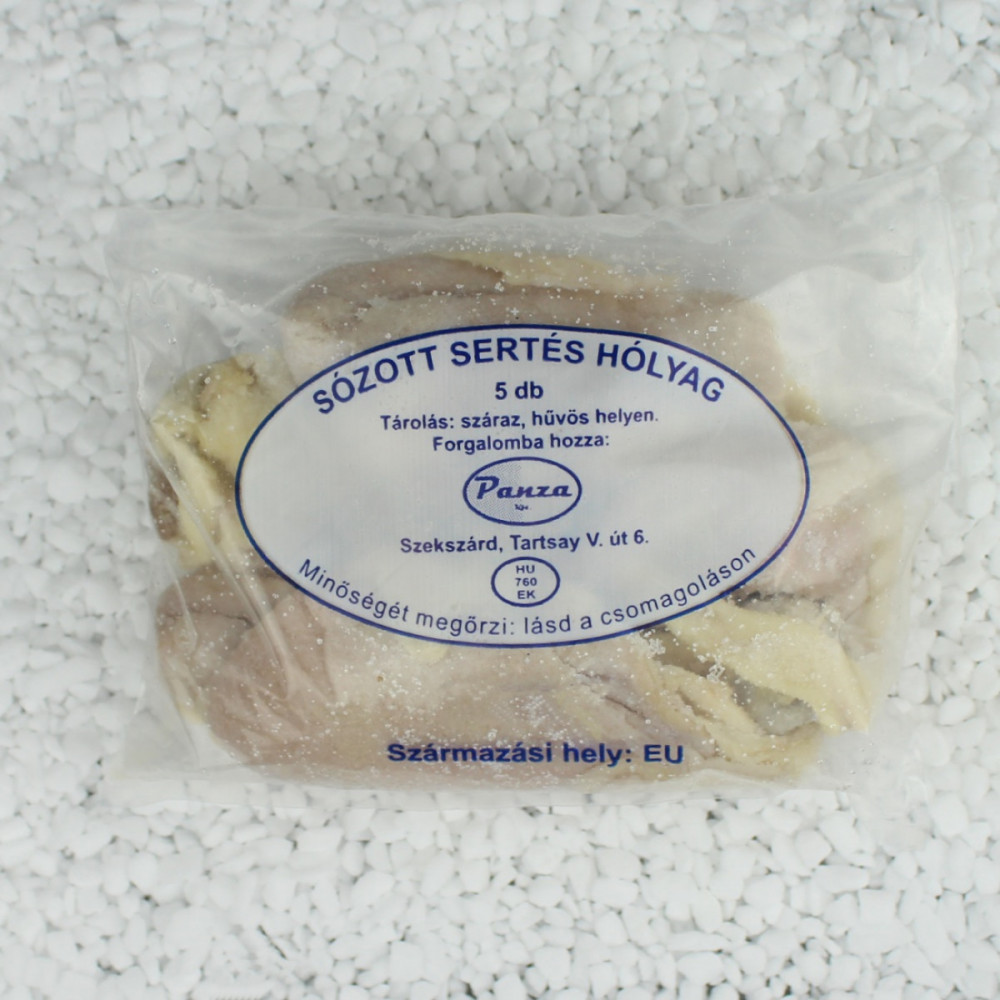 SÓZOTT SERTÉS HÓLYAG
5 db
Tárolás: száraz, hűvös helyen.
Forgalomba hozza:
Panza
kft.
Szekszárd, Tartsay V. út 6.
HU
760
EK
Minőségét megőrzi: lásd a csomagoláson
Származási hely: EU